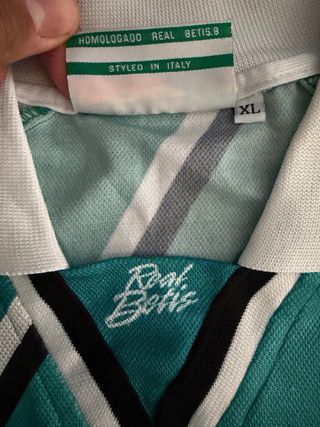 HOMOLOGADO REAL BETIS.B
STYLED IN ITALY
XL
Real
Betis